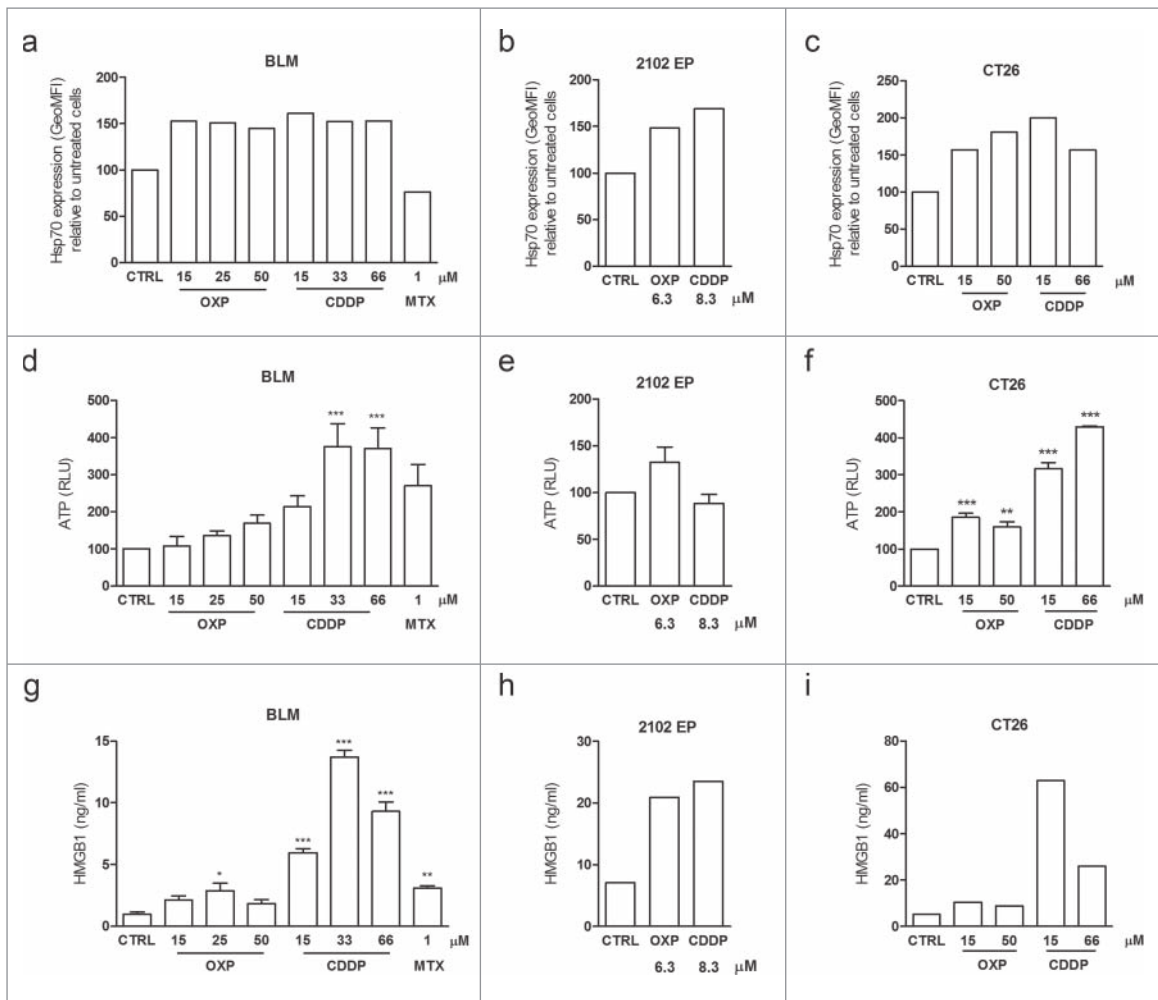 a
BLM
Hsp70 expression (GeoMFI)
relative to untreated cells
200
150
100
50
0
CTRL 15 25 50 15 33 66 1 μM
OXP CDDP MTX
b
2102 EP
Hsp70 expression (GeoMFI)
relative to untreated cells
200
150
100
50
0
CTRL OXP CDDP
6.3 8.3 μM
c
CT26
Hsp70 expression (GeoMFI)
relative to untreated cells
250
200
150
100
50
0
CTRL 15 50 15 66 μM
OXP CDDP
d
BLM
ATP (RLU)
500
400
300
200
100
0
*** ***
CTRL 15 25 50 15 33 66 1 μM
OXP CDDP MTX
e
2102 EP
ATP (RLU)
200
150
100
50
0
CTRL OXP CDDP
6.3 8.3 μM
f
CT26
ATP (RLU)
500
400
300
200
100
0
*** ** *** ***
CTRL 15 50 15 66 μM
OXP CDDP
g
BLM
HMGB1 (ng/ml)
15
10
5
0
* *** *** *** **
CTRL 15 25 50 15 33 66 1 μM
OXP CDDP MTX
h
2102 EP
HMGB1 (ng/ml)
30
20
10
0
CTRL OXP CDDP
6.3 8.3 μM
i
CT26
HMGB1 (ng/ml)
80
60
40
20
0
CTRL 15 50 15 66 μM
OXP CDDP